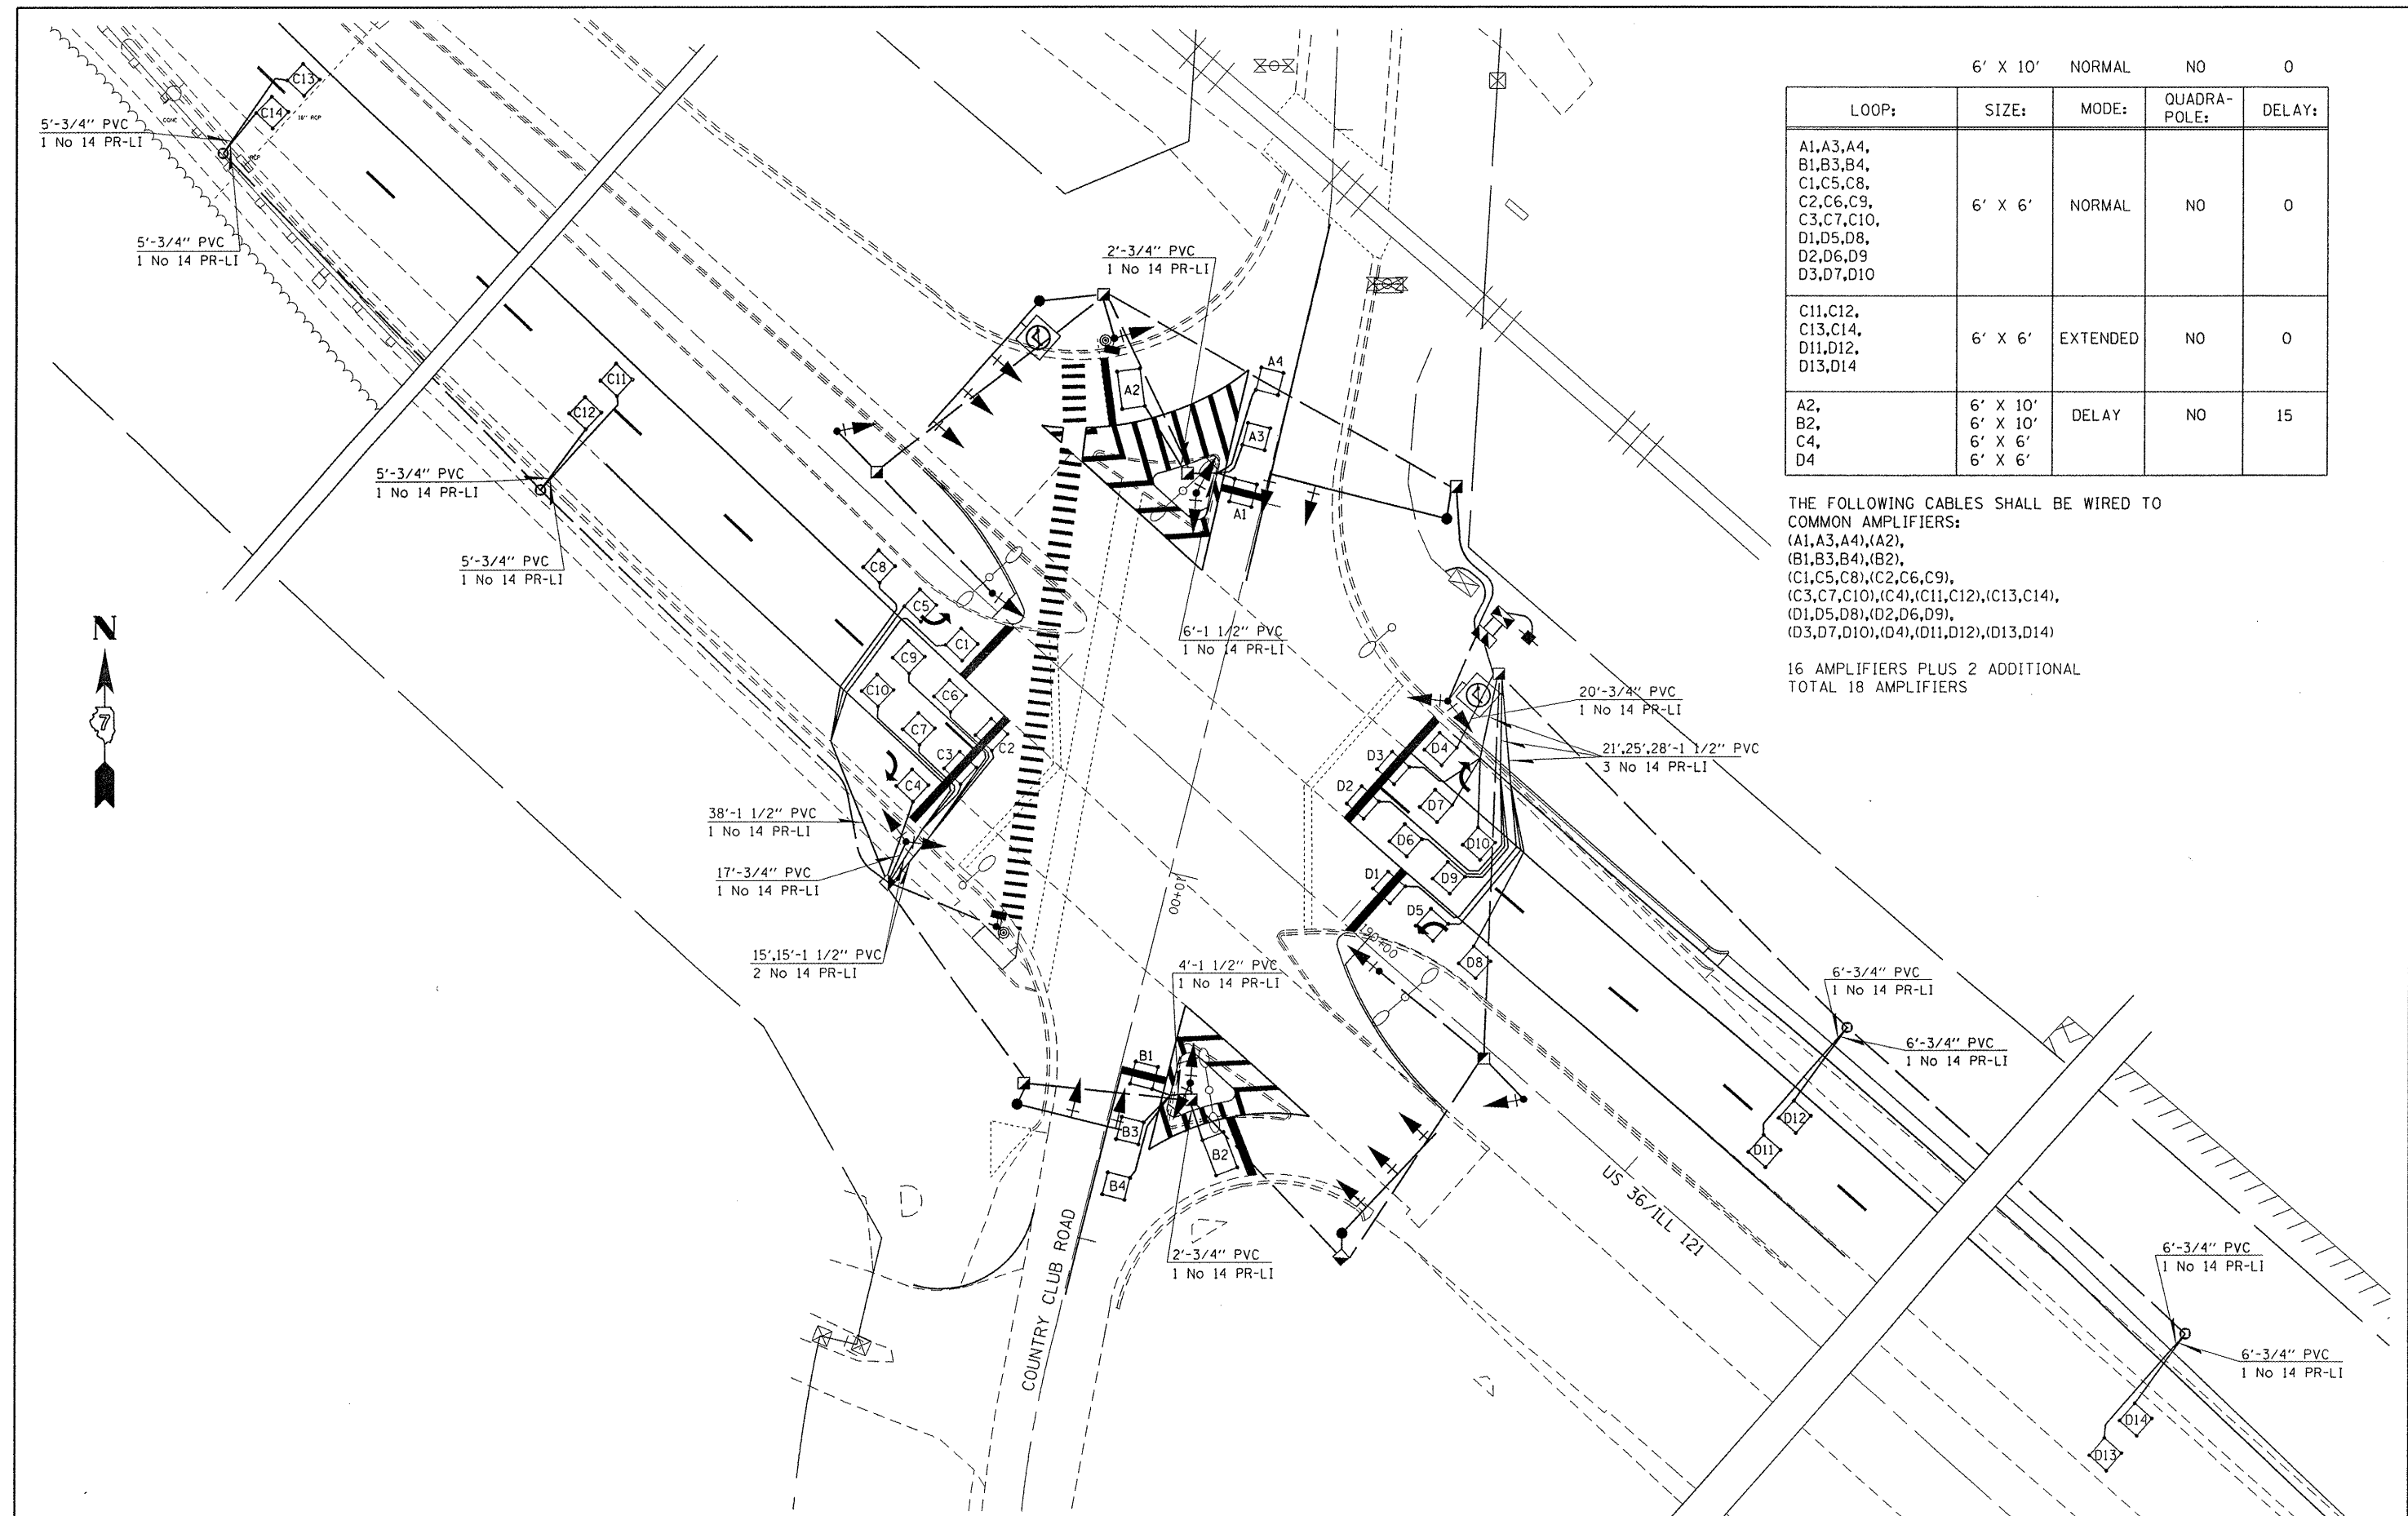 6' X 10' NORMAL NO 0
LOOP: SIZE: MODE: QUADRA-POLE: DELAY:
A1,A3,A4,
B1,B3,B4,
C1,C5,C8,
C2,C6,C9,
C3,C7,C10,
D1,D5,D8,
D2,D6,D9
D3,D7,D10
6' X 6' NORMAL NO 0
C11,C12,
C13,C14,
D11,D12,
D13,D14
6' X 6' EXTENDED NO 0
A2, 6' X 10'
B2, 6' X 10'
C4, 6' X 6'
D4 6' X 6'
DELAY NO 15
THE FOLLOWING CABLES SHALL BE WIRED TO
COMMON AMPLIFIERS:
(A1,A3,A4),(A2),
(B1,B3,B4),(B2),
(C1,C5,C8),(C2,C6,C9),
(C3,C7,C10),(C4),(C11,C12),(C13,C14),
(D1,D5,D8),(D2,D6,D9),
(D3,D7,D10),(D4),(D11,D12),(D13,D14)
16 AMPLIFIERS PLUS 2 ADDITIONAL
TOTAL 18 AMPLIFIERS
C13
C14
CONC
18" RCP
RCP
5'-3/4" PVC
1 No 14 PR-LI
5'-3/4" PVC
1 No 14 PR-LI
C11
C12
5'-3/4" PVC
1 No 14 PR-LI
5'-3/4" PVC
1 No 14 PR-LI
2'-3/4" PVC
1 No 14 PR-LI
A2
A4
A3
A1
6'-1 1/2" PVC
1 No 14 PR-LI
N
7
C8
C5
C1
C9
C10
C6
C7
C2
C3
C4
38'-1 1/2" PVC
1 No 14 PR-LI
17'-3/4" PVC
1 No 14 PR-LI
15',15'-1 1/2" PVC
2 No 14 PR-LI
20'-3/4" PVC
1 No 14 PR-LI
21',25',28'-1 1/2" PVC
3 No 14 PR-LI
D4
D3
D2
D7
D6
D10
D9
D1
D5
D8
10+00
190+00
4'-1 1/2" PVC
1 No 14 PR-LI
B1
B3
B2
B4
2'-3/4" PVC
1 No 14 PR-LI
COUNTRY CLUB ROAD
US 36/ILL 121
6'-3/4" PVC
1 No 14 PR-LI
6'-3/4" PVC
1 No 14 PR-LI
D12
D11
6'-3/4" PVC
1 No 14 PR-LI
6'-3/4" PVC
1 No 14 PR-LI
D14
D13